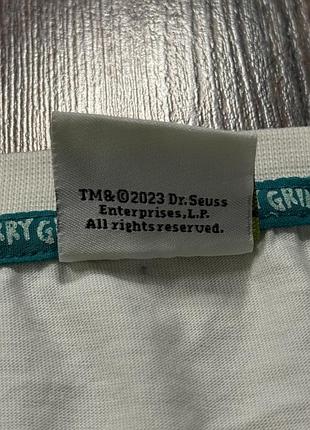 TM&©2023 Dr. Seuss
Enterprises, L.P.
All rights reserved.